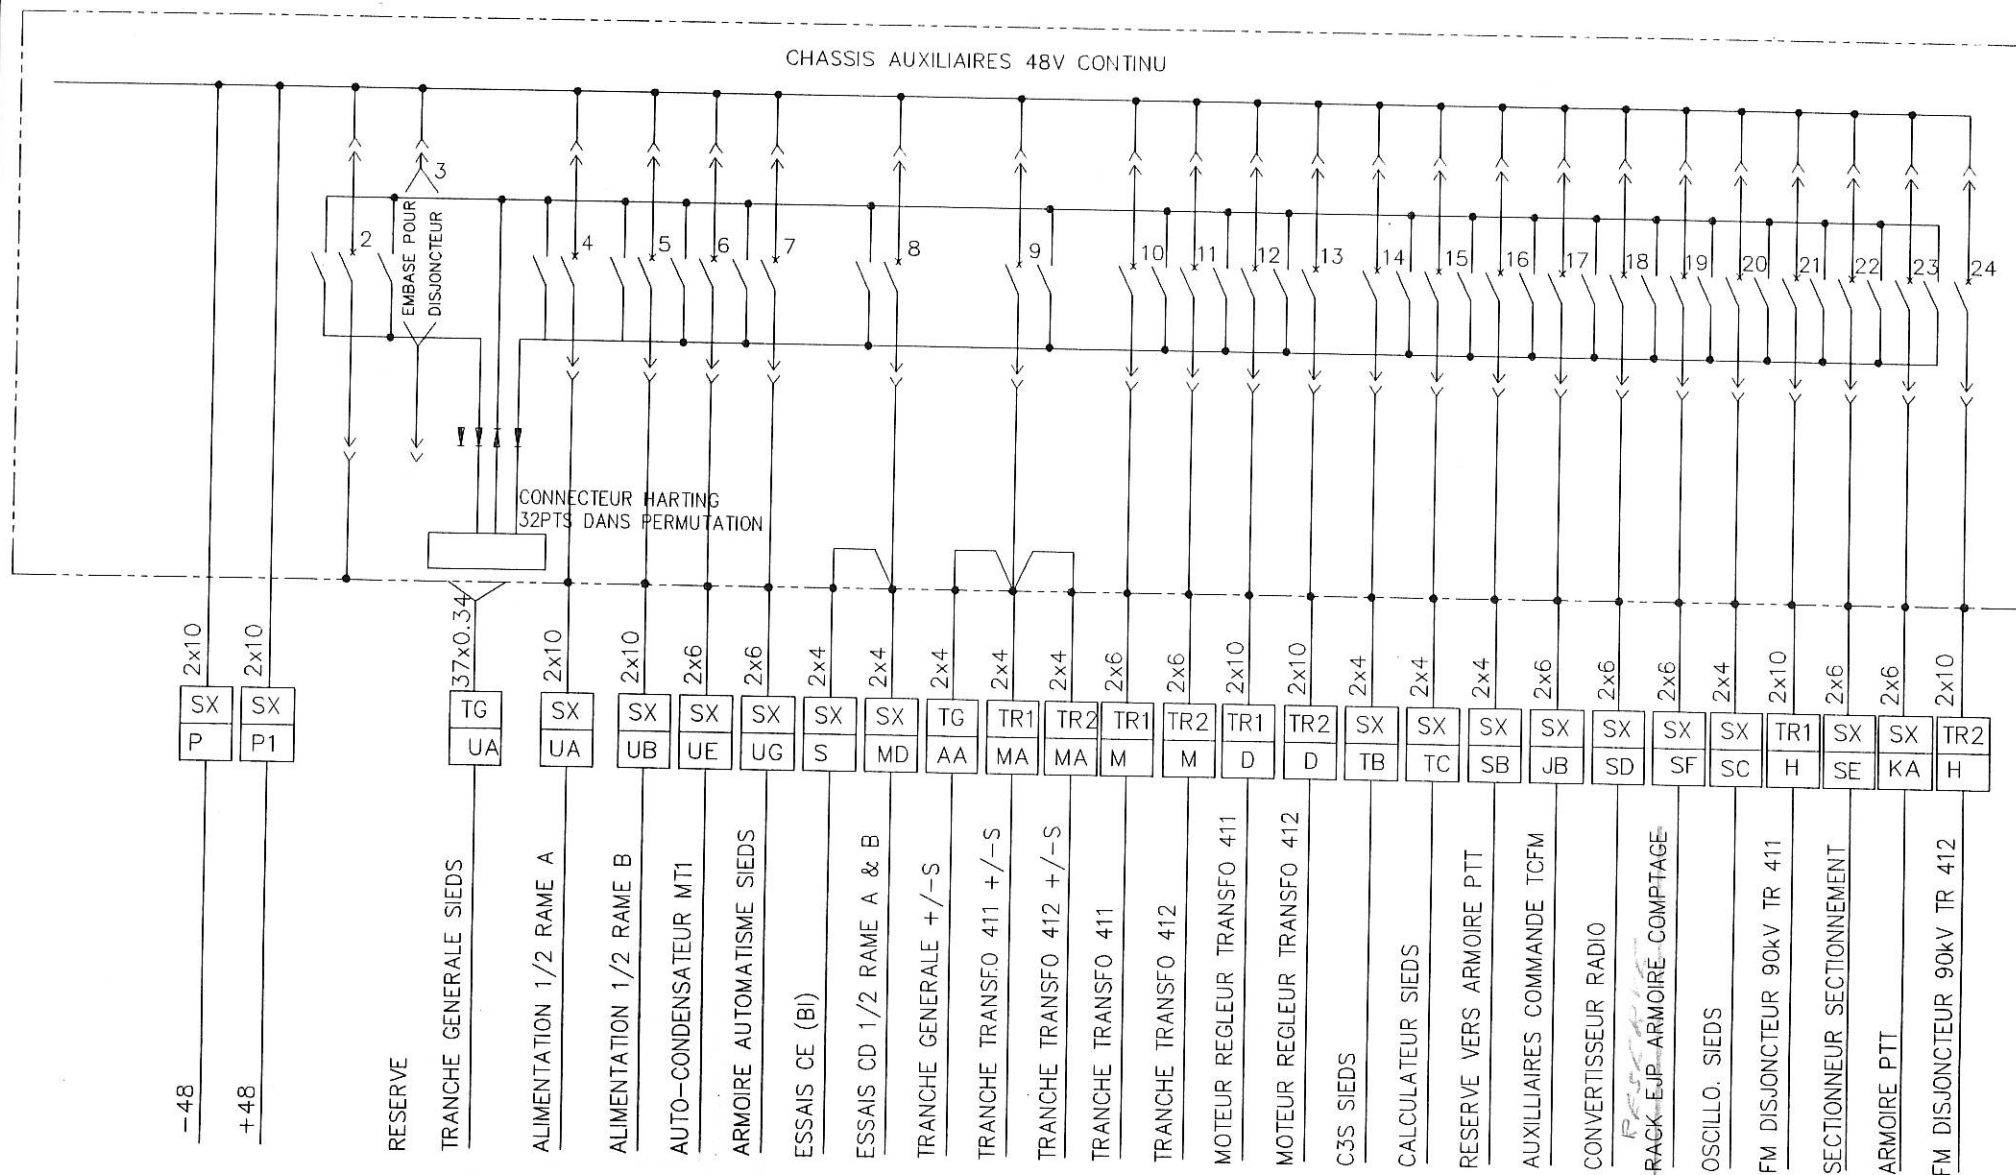 CHASSIS AUXILIAIRES 48V CONTINU
3
2
EMBASE POUR
DISJONCTEUR
4
5
6
7
8
9
10
11
12
13
14
15
16
17
18
19
20
21
22
23
24
CONNECTEUR HARTING
32PTS DANS PERMUTATION
2x10
2x10
37x0.34
2x10
2x10
2x6
2x6
2x4
2x4
2x4
2x4
2x4
2x6
2x6
2x10
2x10
2x4
2x4
2x4
2x6
2x6
2x6
2x4
2x10
2x6
2x6
2x10
SX
P
SX
P1
TG
UA
SX
UA
SX
UB
SX
UE
SX
UG
SX
S
SX
MD
TG
AA
TR1
MA
TR2
MA
TR1
M
TR2
M
TR1
D
TR2
D
SX
TB
SX
TC
SX
SB
SX
JB
SX
SD
SX
SF
SX
SC
TR1
H
SX
SE
SX
KA
TR2
H
-48
+48
RESERVE
TRANCHE GENERALE SIEDS
ALIMENTATION 1/2 RAME A
ALIMENTATION 1/2 RAME B
AUTO-CONDENSATEUR MT1
ARMOIRE AUTOMATISME SIEDS
ESSAIS CE (BI)
ESSAIS CD 1/2 RAME A & B
TRANCHE GENERALE +/-S
TRANCHE TRANSFO 411 +/-S
TRANCHE TRANSFO 412 +/-S
TRANCHE TRANSFO 411
TRANCHE TRANSFO 412
MOTEUR REGLEUR TRANSFO 411
MOTEUR REGLEUR TRANSFO 412
C3S SIEDS
CALCULATEUR SIEDS
RESERVE VERS ARMOIRE PTT
AUXILLIAIRES COMMANDE TCFM
CONVERTISSEUR RADIO
RESERVE
RACK EJP ARMOIRE COMPTAGE
OSCILLO. SIEDS
FM DISJONCTEUR 90kV TR 411
SECTIONNEUR SECTIONNEMENT
ARMOIRE PTT
FM DISJONCTEUR 90kV TR 412